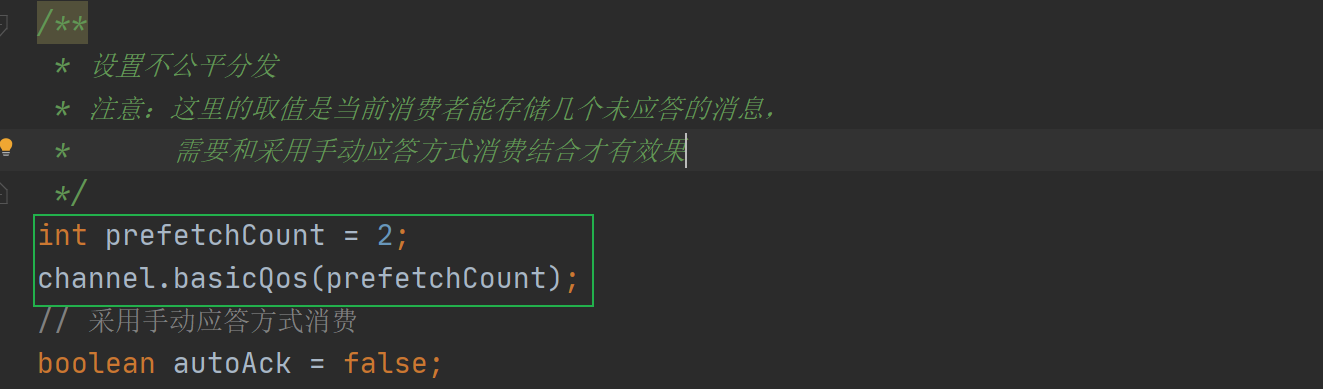 /**
 * 设置不公平分发
 * 注意：这里的取值是当前消费者能存储几个未应答的消息，
 *      需要和采用手动应答方式消费结合才有效果
 */
int prefetchCount = 2;
channel.basicQos(prefetchCount);
// 采用手动应答方式消费
boolean autoAck = false;